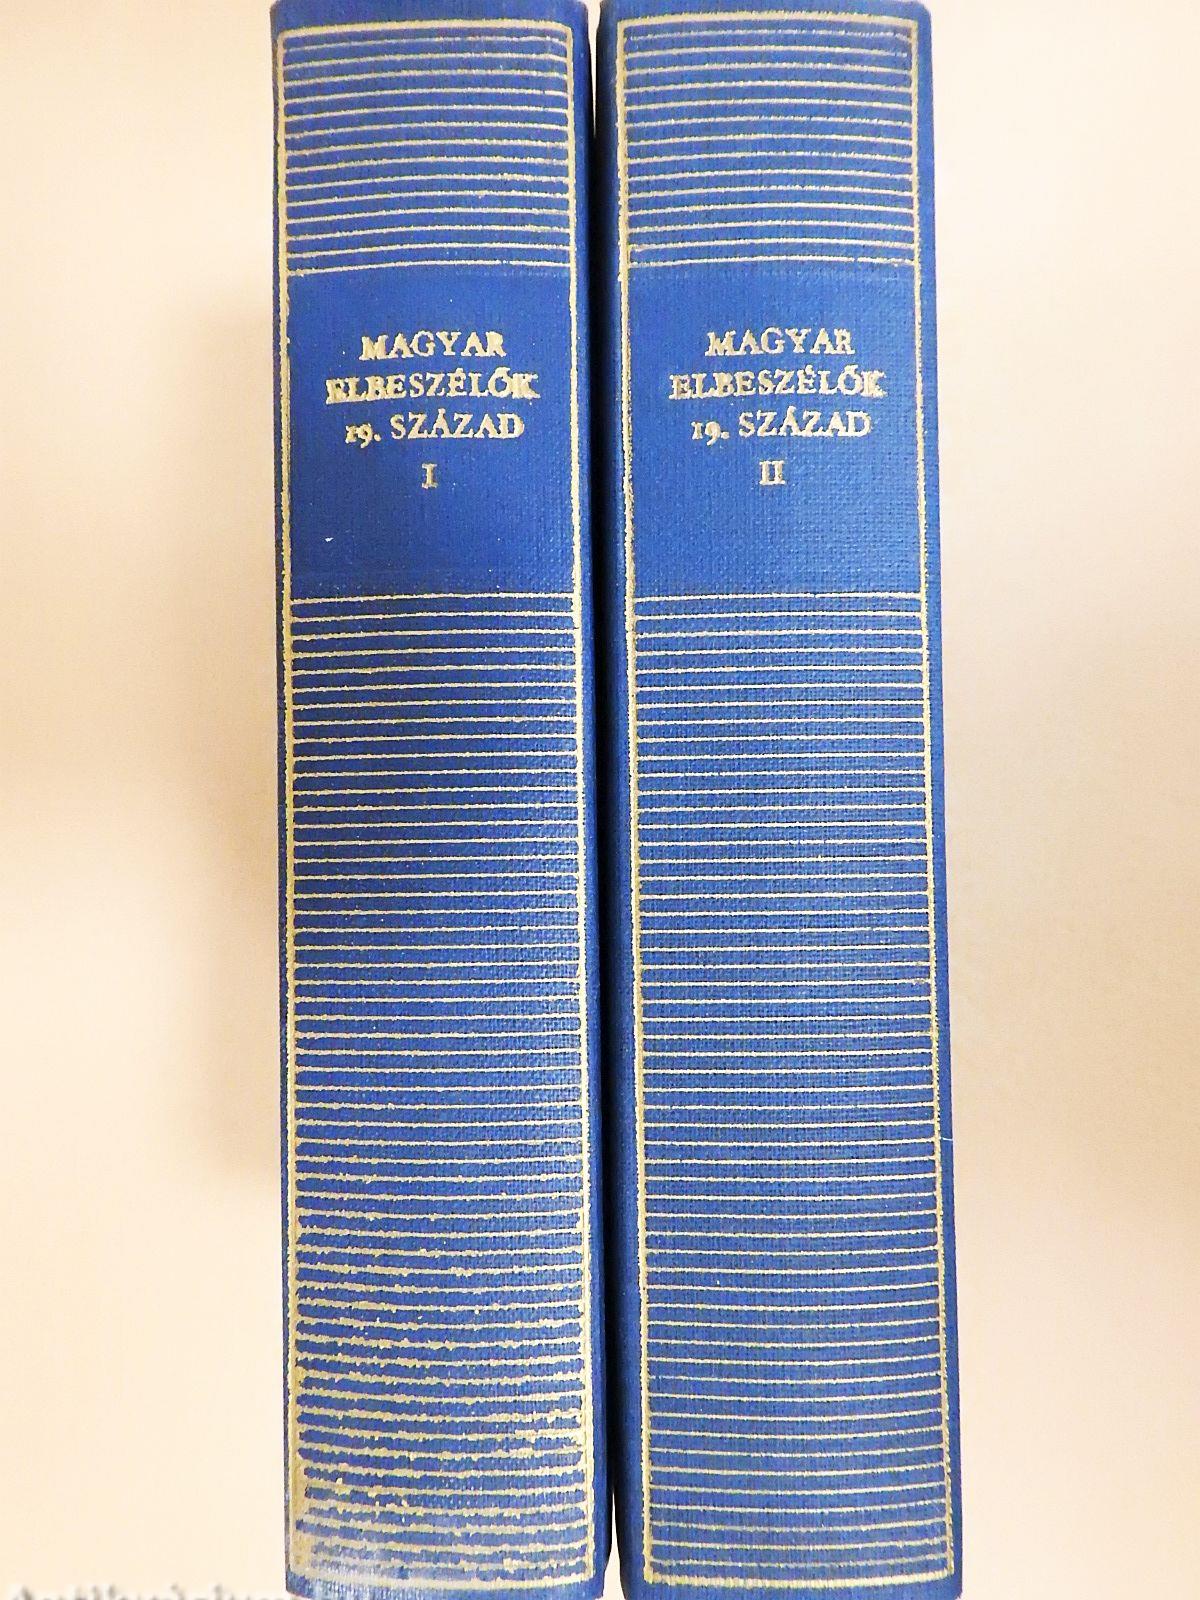 MAGYAR
ELBESZÉLŐK
19. SZÁZAD
I
MAGYAR
ELBESZÉLŐK
19. SZÁZAD
II